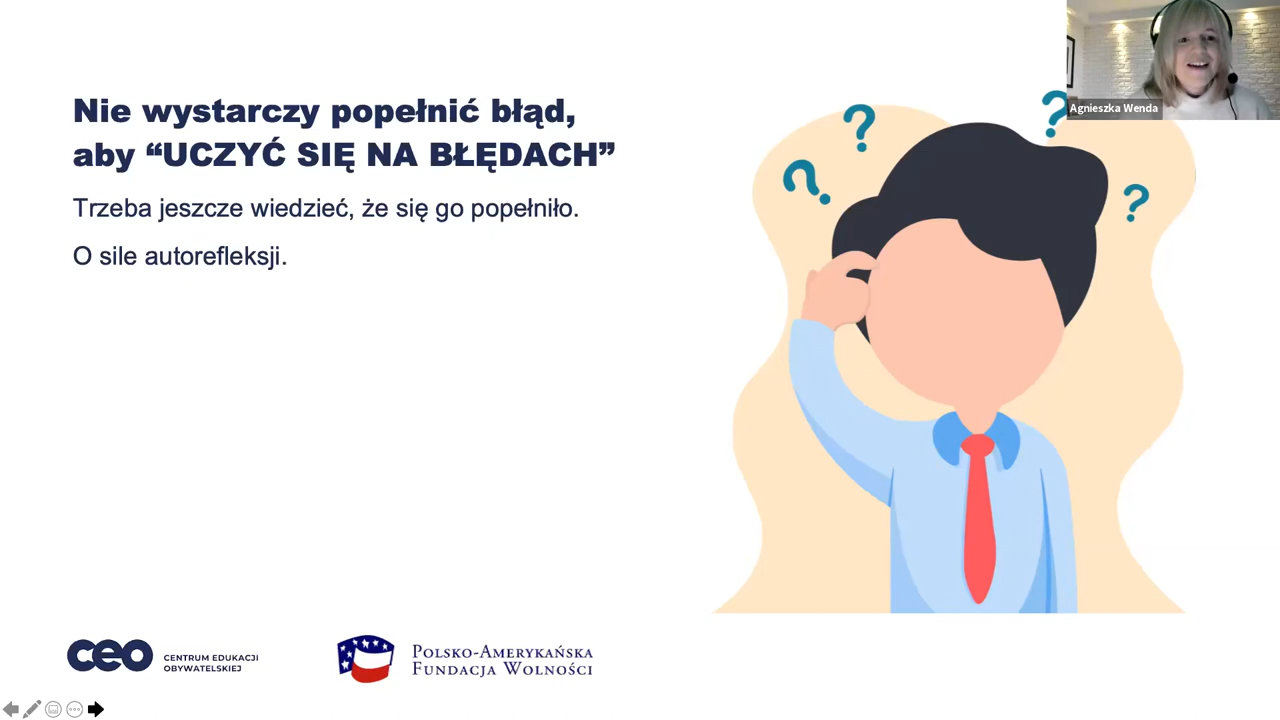 Nie wystarczy popełnić błąd,
aby “UCZYĆ SIĘ NA BŁĘDACH”
Trzeba jeszcze wiedzieć, że się go popełniło.
O sile autorefleksji.
Agnieszka Wenda
? ? ? ?
ceo CENTRUM EDUKACJI
OBYWATELSKIEJ
POLSKO-AMERYKAŃSKA
FUNDACJA WOLNOŚCI